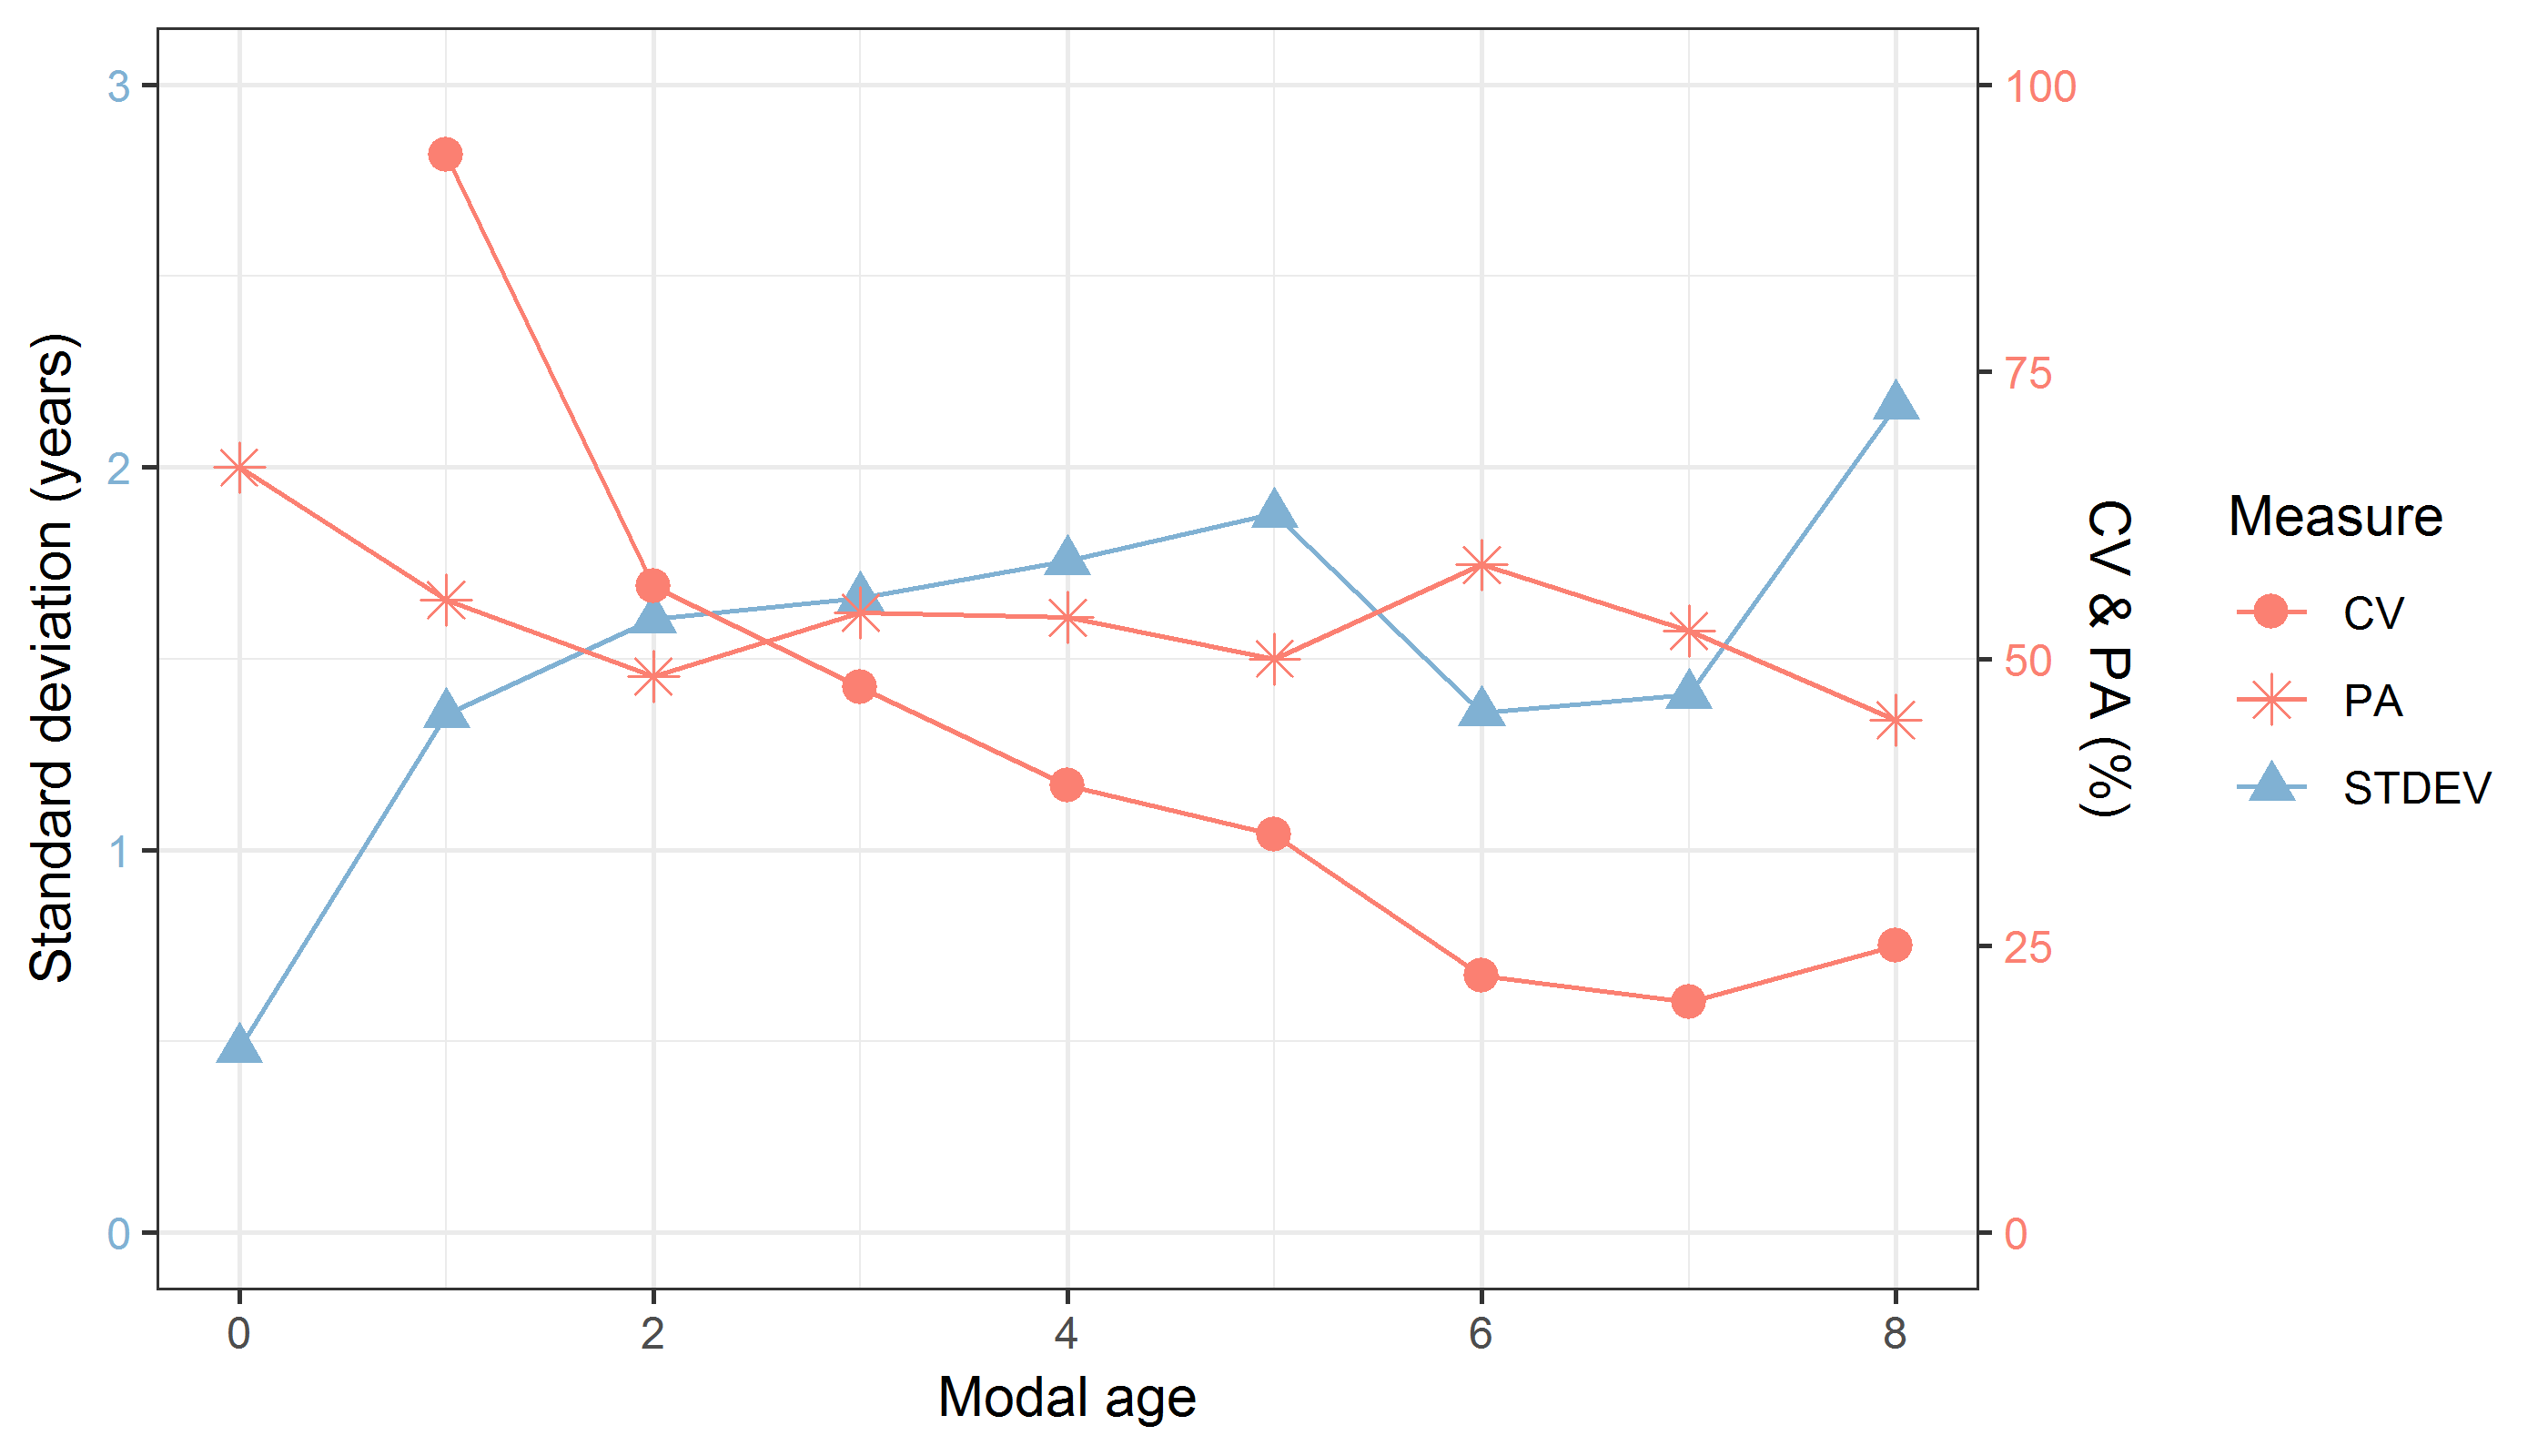 Standard deviation (years)
3
2
1
0
100
75
50
25
0
CV & PA (%)
0 2 4 6 8
Modal age
Measure
CV
PA
STDEV